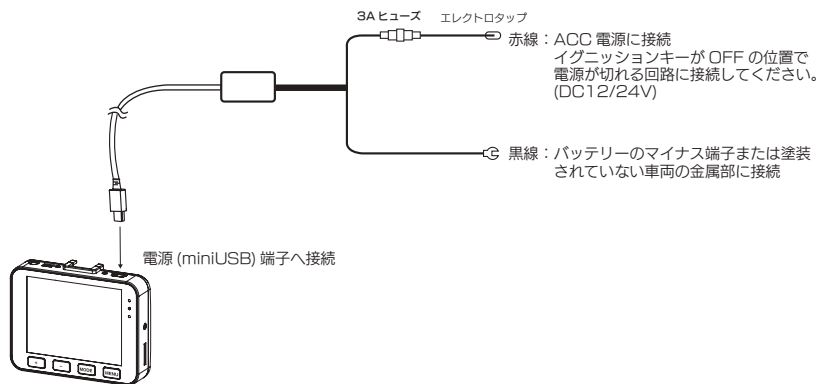 3A ヒューズ
エレクトロタップ
赤線：ACC 電源に接続
イグニッションキーが OFF の位置で
電源が切れる回路に接続してください。
(DC12/24V)
黒線：バッテリーのマイナス端子または塗装
されていない車両の金属部に接続
電源 (miniUSB) 端子へ接続
+
-
MODE
MENU